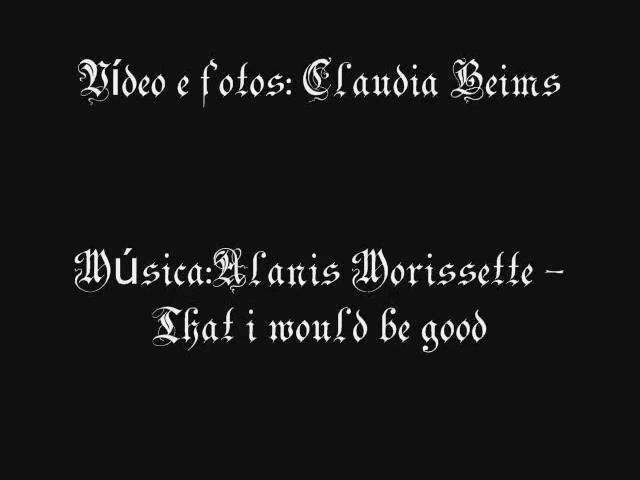 Vídeo e fotos: Claudia Beims
Música:Alanis Morissette -
That i would be good